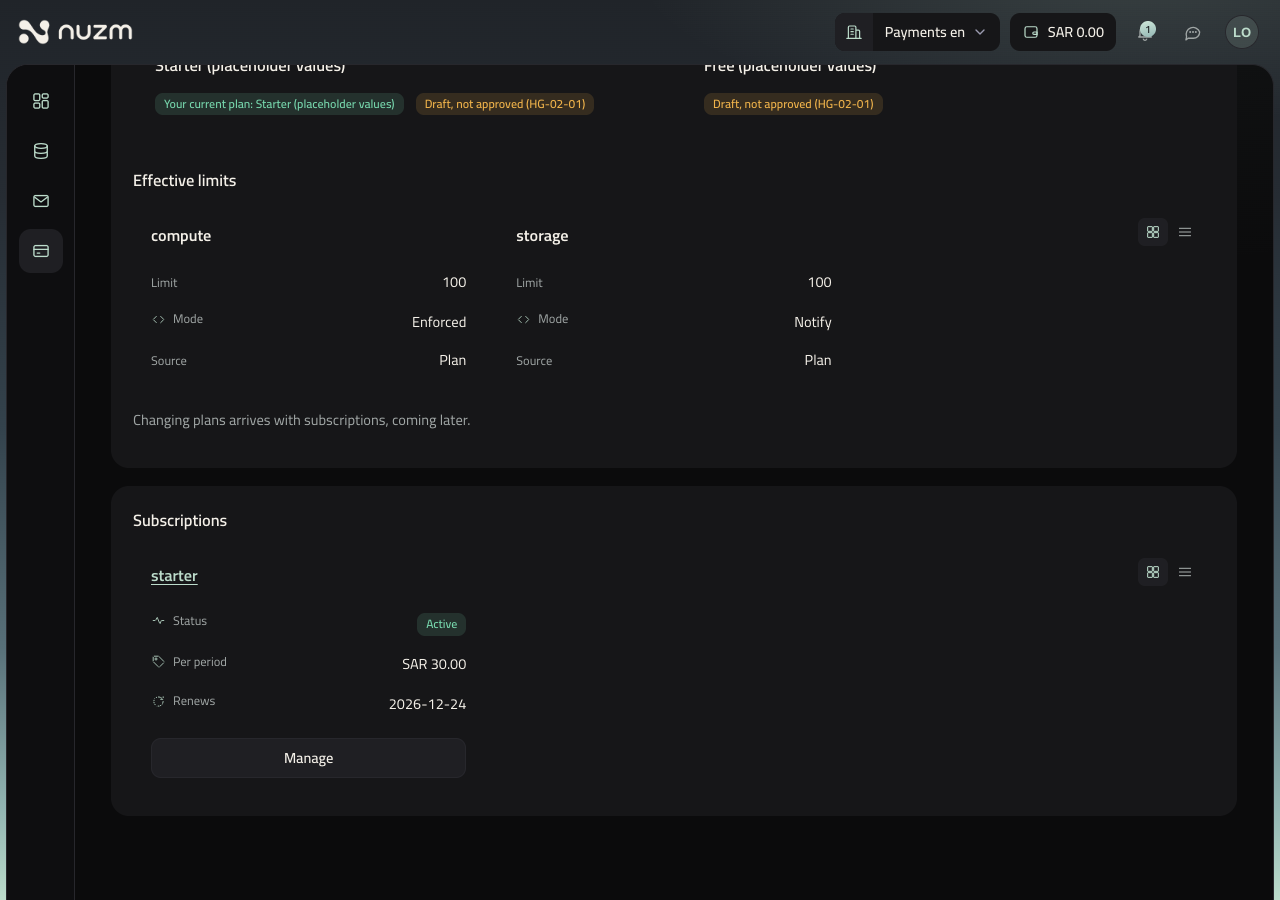 nuzm
Payments en
SAR 0.00
1
LO
Starter (placeholder values)
Free (placeholder values)
Your current plan: Starter (placeholder values)
Draft, not approved (HG-02-01)
Draft, not approved (HG-02-01)
Effective limits
compute
storage
Limit 100
Limit 100
Mode Enforced
Mode Notify
Source Plan
Source Plan
Changing plans arrives with subscriptions, coming later.
Subscriptions
starter
Status Active
Per period SAR 30.00
Renews 2026-12-24
Manage